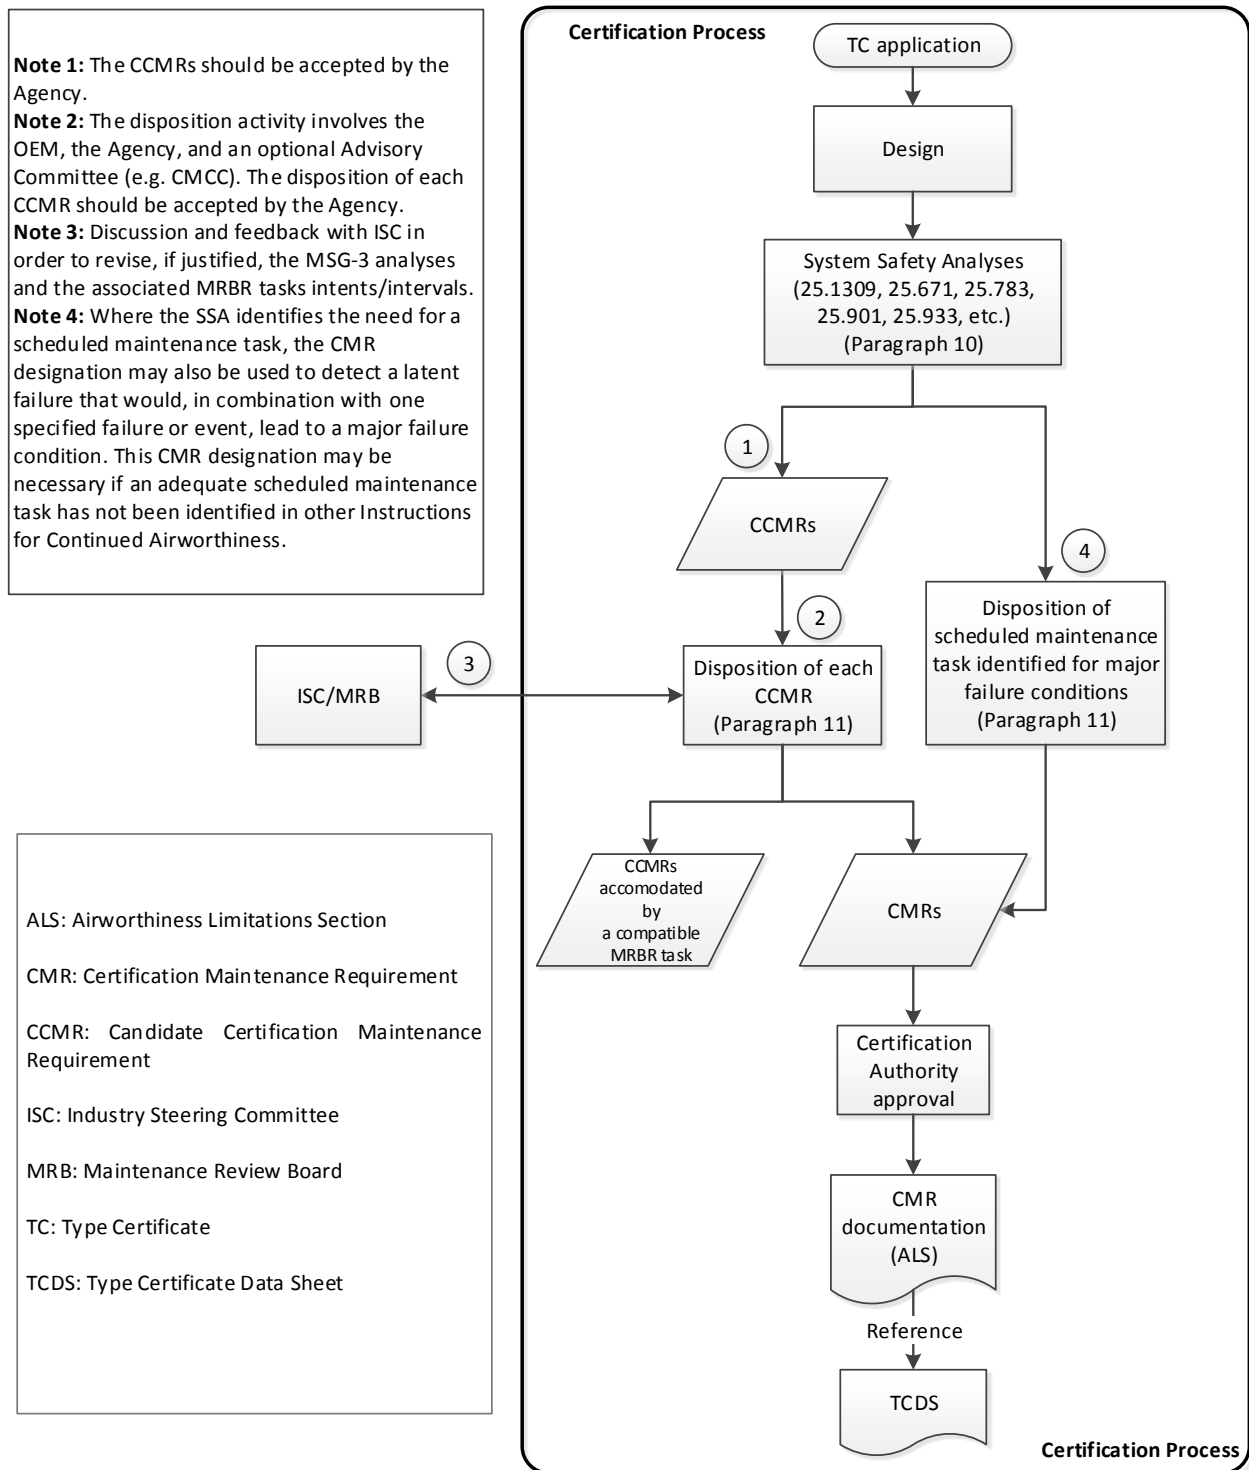 Note 1: The CCMRs should be accepted by the
Agency.
Note 2: The disposition activity involves the
OEM, the Agency, and an optional Advisory
Committee (e.g. CMCC). The disposition of each
CCMR should be accepted by the Agency.
Note 3: Discussion and feedback with ISC in
order to revise, if justified, the MSG-3 analyses
and the associated MRBR tasks intents/intervals.
Note 4: Where the SSA identifies the need for a
scheduled maintenance task, the CMR
designation may also be used to detect a latent
failure that would, in combination with one
specified failure or event, lead to a major failure
condition. This CMR designation may be
necessary if an adequate scheduled maintenance
task has not been identified in other Instructions
for Continued Airworthiness.
Certification Process
TC application
Design
System Safety Analyses
(25.1309, 25.671, 25.783,
25.901, 25.933, etc.)
(Paragraph 10)
1
CCMRs
4
2
Disposition of
scheduled maintenance
task identified for major
failure conditions
(Paragraph 11)
ISC/MRB
3
Disposition of each
CCMR
(Paragraph 11)
CCMRs
accomodated
by
a compatible
MRBR task
CMRs
Certification
Authority
approval
CMR
documentation
(ALS)
Reference
TCDS
Certification Process
ALS: Airworthiness Limitations Section
CMR: Certification Maintenance Requirement
CCMR: Candidate Certification Maintenance
Requirement
ISC: Industry Steering Committee
MRB: Maintenance Review Board
TC: Type Certificate
TCDS: Type Certificate Data Sheet